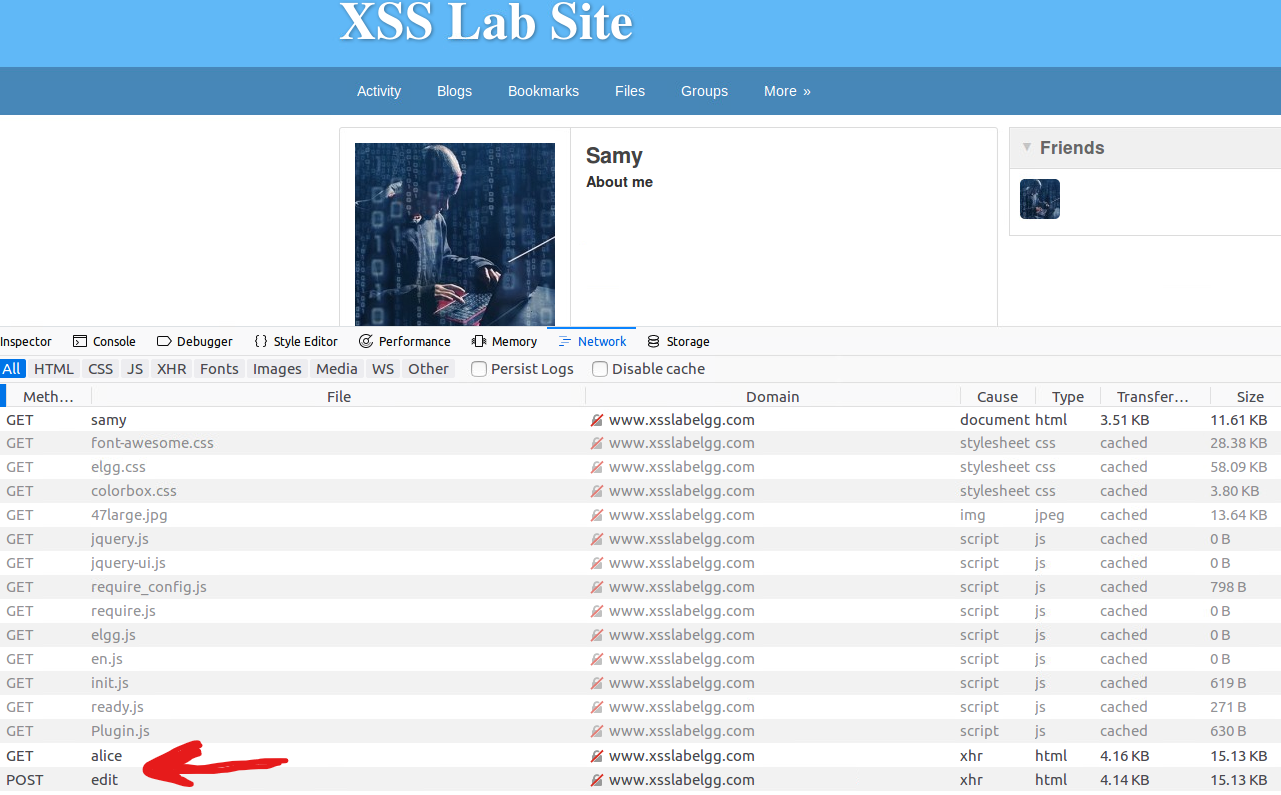 XSS Lab Site
Activity Blogs Bookmarks Files Groups More »
Samy
About me
Friends
Inspector Console Debugger { } Style Editor Performance Memory Network Storage
All HTML CSS JS XHR Fonts Images Media WS Other Persist Logs Disable cache
Meth... File Domain Cause Type Transfer... Size
GET samy www.xsslabelgg.com document html 3.51 KB 11.61 KB
GET font-awesome.css www.xsslabelgg.com stylesheet css cached 28.38 KB
GET elgg.css www.xsslabelgg.com stylesheet css cached 58.09 KB
GET colorbox.css www.xsslabelgg.com stylesheet css cached 3.80 KB
GET 47large.jpg www.xsslabelgg.com img jpeg cached 13.64 KB
GET jquery.js www.xsslabelgg.com script js cached 0 B
GET jquery-ui.js www.xsslabelgg.com script js cached 0 B
GET require_config.js www.xsslabelgg.com script js cached 798 B
GET require.js www.xsslabelgg.com script js cached 0 B
GET elgg.js www.xsslabelgg.com script js cached 0 B
GET en.js www.xsslabelgg.com script js cached 0 B
GET init.js www.xsslabelgg.com script js cached 619 B
GET ready.js www.xsslabelgg.com script js cached 271 B
GET Plugin.js www.xsslabelgg.com script js cached 630 B
GET alice www.xsslabelgg.com xhr html 4.16 KB 15.13 KB
POST edit www.xsslabelgg.com xhr html 4.14 KB 15.13 KB